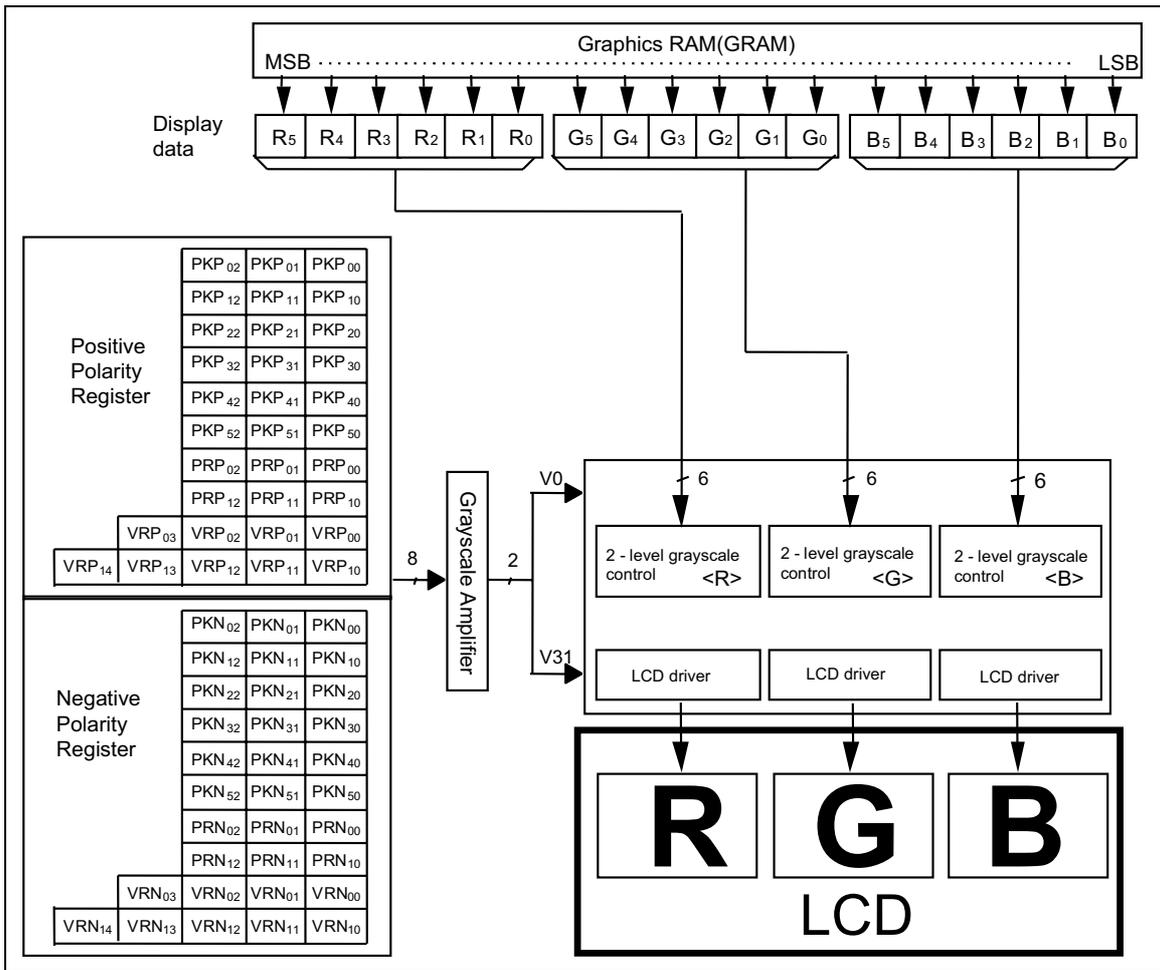 Graphics RAM(GRAM)
MSB LSB
Display
data
R5 R4 R3 R2 R1 R0 G5 G4 G3 G2 G1 G0 B5 B4 B3 B2 B1 B0
Positive
Polarity
Register
PKP02 PKP01 PKP00
PKP12 PKP11 PKP10
PKP22 PKP21 PKP20
PKP32 PKP31 PKP30
PKP42 PKP41 PKP40
PKP52 PKP51 PKP50
PRP02 PRP01 PRP00
PRP12 PRP11 PRP10
VRP03 VRP02 VRP01 VRP00
VRP14 VRP13 VRP12 VRP11 VRP10
Negative
Polarity
Register
PKN02 PKN01 PKN00
PKN12 PKN11 PKN10
PKN22 PKN21 PKN20
PKN32 PKN31 PKN30
PKN42 PKN41 PKN40
PKN52 PKN51 PKN50
PRN02 PRN01 PRN00
PRN12 PRN11 PRN10
VRN03 VRN02 VRN01 VRN00
VRN14 VRN13 VRN12 VRN11 VRN10
8
Grayscale Amplifier
2
V0
V31
6 6 6
2 - level grayscale
control <R>
2 - level grayscale
control <G>
2 - level grayscale
control <B>
LCD driver LCD driver LCD driver
R G B
LCD